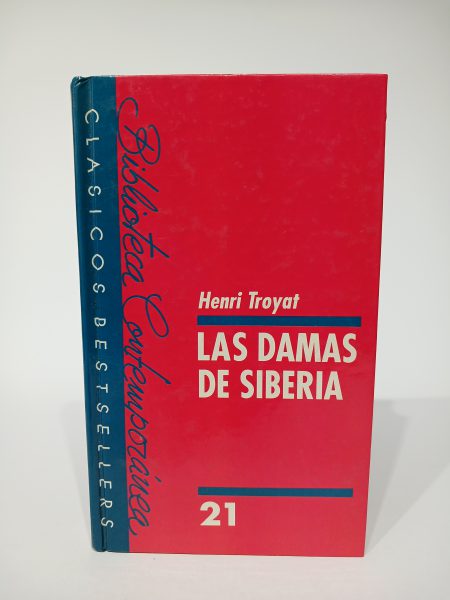 CLASICOS BESTSELLERS
Biblioteca Contemporánea
Henri Troyat
LAS DAMAS
DE SIBERIA
21